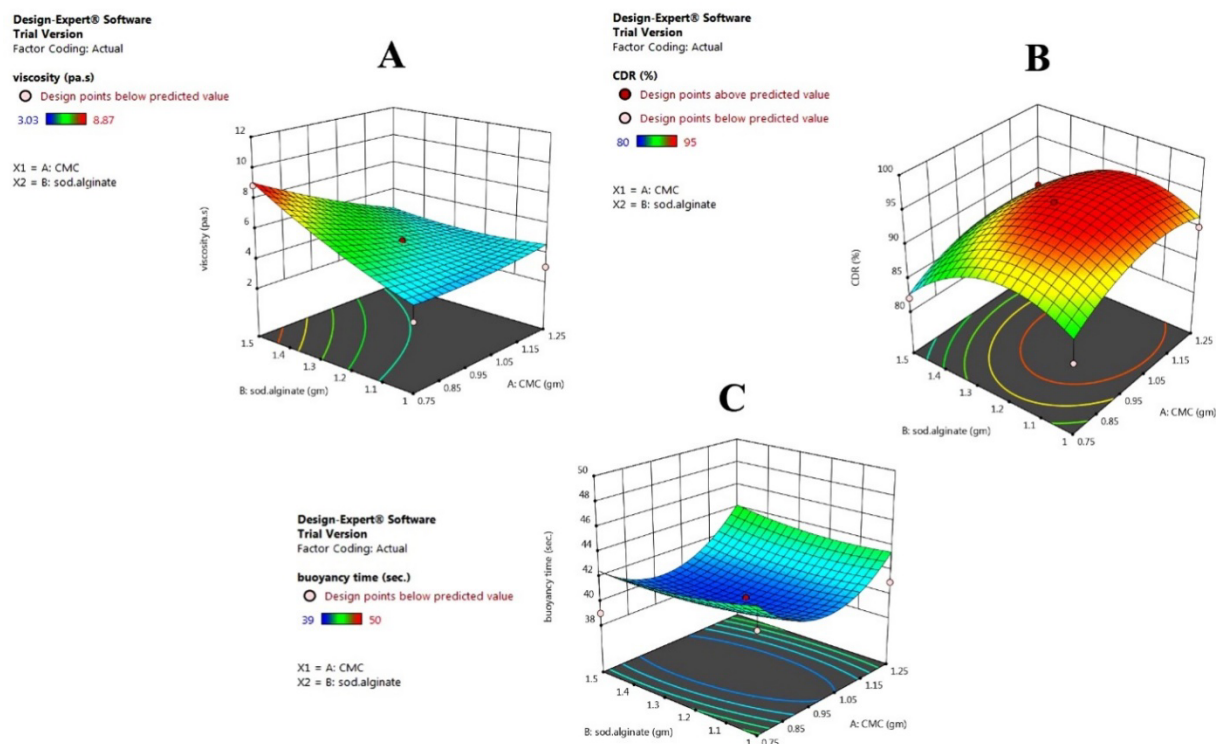 Design-Expert® Software
Trial Version
Factor Coding: Actual
viscosity (pa.s)
Design points below predicted value
3.03 8.87
X1 = A: CMC
X2 = B: sod.alginate
A
12
10
8
6
4
2
viscosity (pa.s)
1.5
1.4
1.3
1.2
1.1
1
B: sod.alginate (gm)
0.75
0.85
0.95
1.05
1.15
1.25
A: CMC (gm)
Design-Expert® Software
Trial Version
Factor Coding: Actual
CDR (%)
Design points above predicted value
Design points below predicted value
80 95
X1 = A: CMC
X2 = B: sod.alginate
B
100
95
90
85
80
CDR (%)
1.5
1.4
1.3
1.2
1.1
1
B: sod.alginate (gm)
0.75
0.85
0.95
1.05
1.15
1.25
A: CMC (gm)
Design-Expert® Software
Trial Version
Factor Coding: Actual
buoyancy time (sec.)
Design points below predicted value
39 50
X1 = A: CMC
X2 = B: sod.alginate
C
50
48
46
44
42
40
38
buoyancy time (sec.)
1.5
1.4
1.3
1.2
1.1
1
B: sod.alginate (gm)
0.75
0.85
0.95
1.05
1.15
1.25
A: CMC (gm)